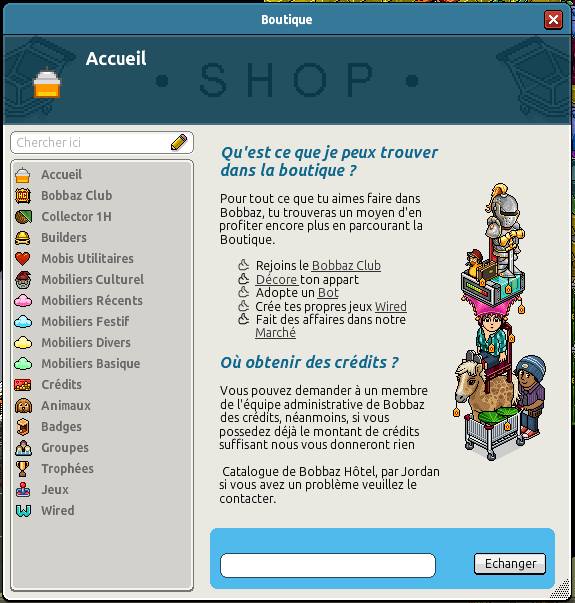 Boutique
Accueil
• SHOP •
Chercher ici
Accueil
Bobbaz Club
Collector 1H
Builders
Mobis Utilitaires
Mobiliers Culturel
Mobiliers Récents
Mobiliers Festif
Mobiliers Divers
Mobiliers Basique
Crédits
Animaux
Badges
Groupes
Trophées
Jeux
Wired
Qu'est ce que je peux trouver
dans la boutique ?
Pour tout ce que tu aimes faire dans
Bobbaz, tu trouveras un moyen d'en
profiter encore plus en parcourant la
Boutique.
Rejoins le Bobbaz Club
Décore ton appart
Adopte un Bot
Crée tes propres jeux Wired
Fait des affaires dans notre
Marché
Où obtenir des crédits ?
Vous pouvez demander à un membre
de l'équipe administrative de Bobbaz
des crédits, néanmoins, si vous
possedez déjà le montant de crédits
suffisant nous vous donneront rien
Catalogue de Bobbaz Hôtel, par Jordan
si vous avez un problème veuillez le
contacter.
Echanger